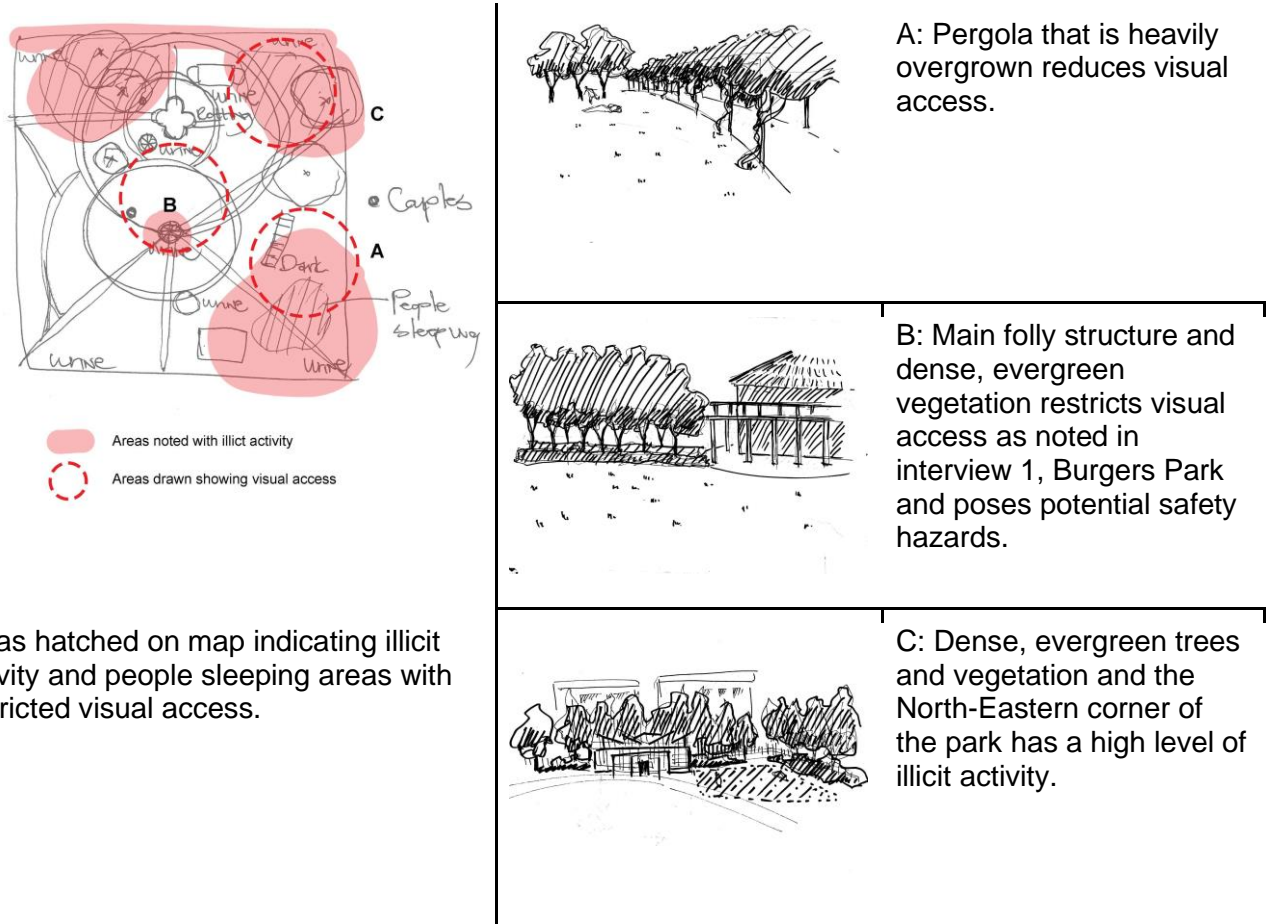 urine
urine
urine
C
Resting
urine
B
Couples
A
Dark
People
sleeping
urine
urine
urine
Areas noted with illict activity
Areas drawn showing visual access
as hatched on map indicating illicit
vity and people sleeping areas with
ricted visual access.
A: Pergola that is heavily
overgrown reduces visual
access.
B: Main folly structure and
dense, evergreen
vegetation restricts visual
access as noted in
interview 1, Burgers Park
and poses potential safety
hazards.
C: Dense, evergreen trees
and vegetation and the
North-Eastern corner of
the park has a high level of
illicit activity.